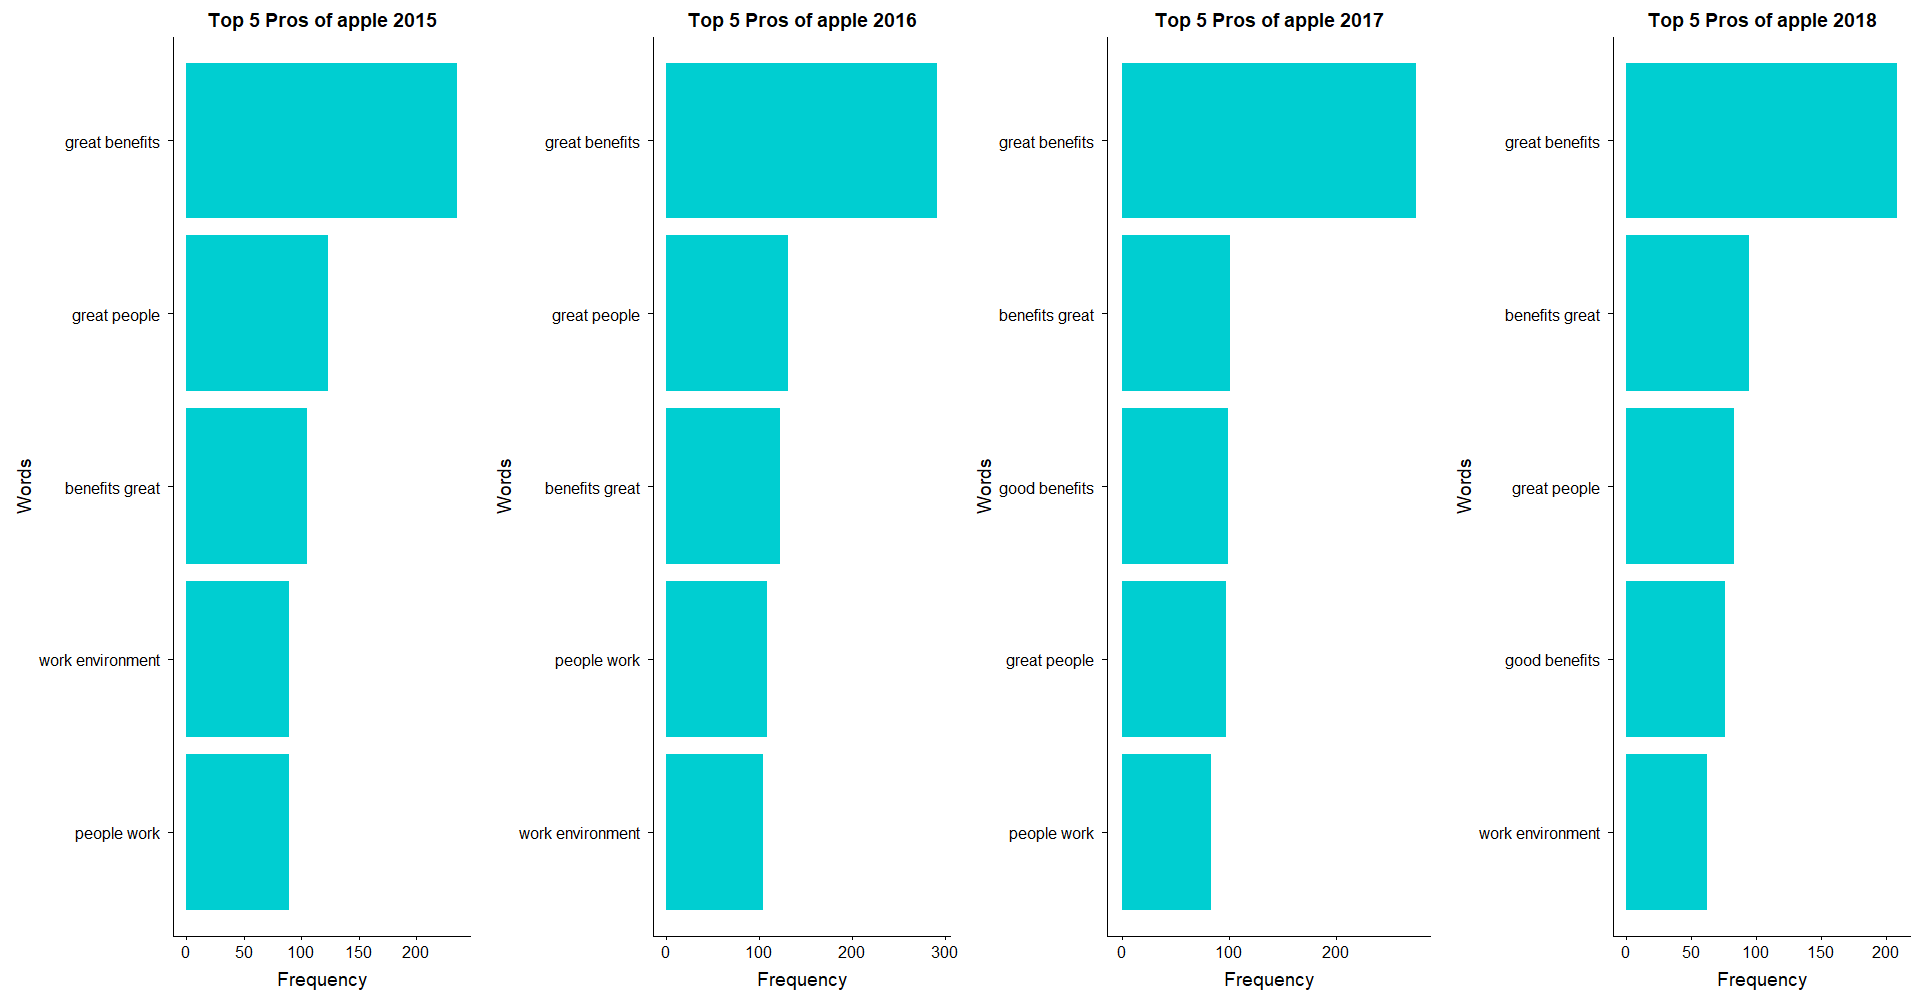 Top 5 Pros of apple 2015
Words
great benefits
great people
benefits great
work environment
people work
0 50 100 150 200
Frequency
Top 5 Pros of apple 2016
Words
great benefits
great people
benefits great
people work
work environment
0 100 200 300
Frequency
Top 5 Pros of apple 2017
Words
great benefits
benefits great
good benefits
great people
people work
0 100 200
Frequency
Top 5 Pros of apple 2018
Words
great benefits
benefits great
great people
good benefits
work environment
0 50 100 150 200
Frequency